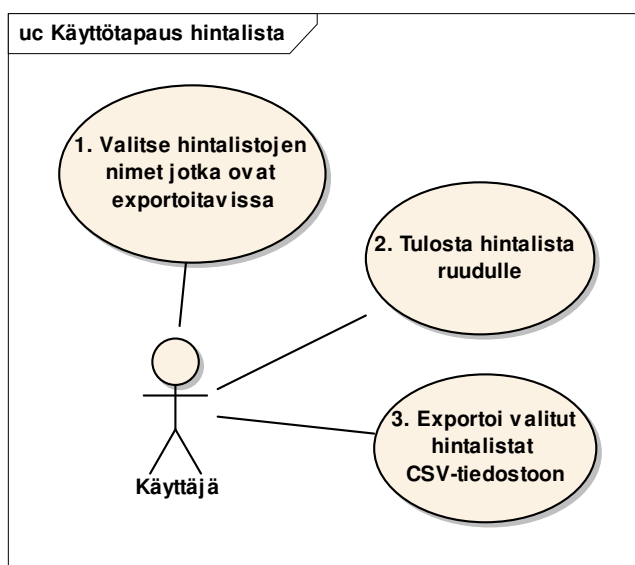 uc Käyttötapaus hintalista
1. Valitse hintalistojen
nimet jotka ovat
exportoitavissa
2. Tulosta hintalista
ruudulle
3. Exportoi valitut
hintalistat
CSV-tiedostoon
Käyttäjä